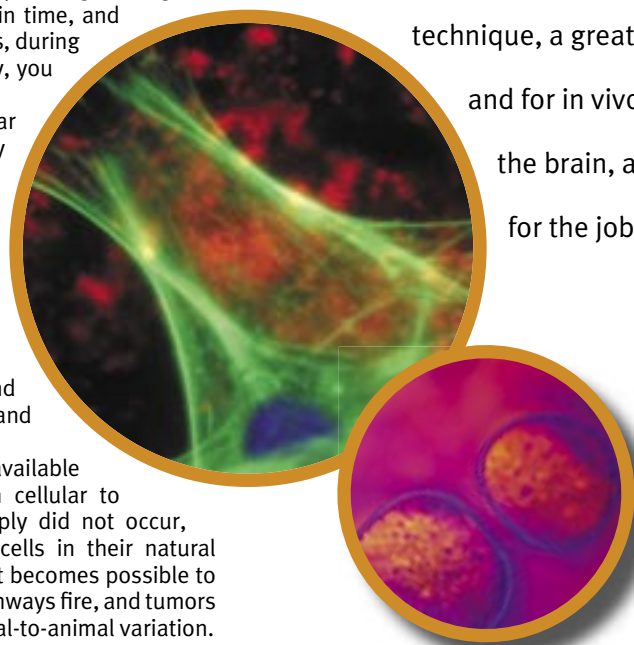 in time, and
s, during
you
ar
nd
and
available
cellular to
ply did not occur,
cells in their natural
t becomes possible to
hways fire, and tumors
al-to-animal variation.
technique, a great
and for in vivo
the brain, a
for the job